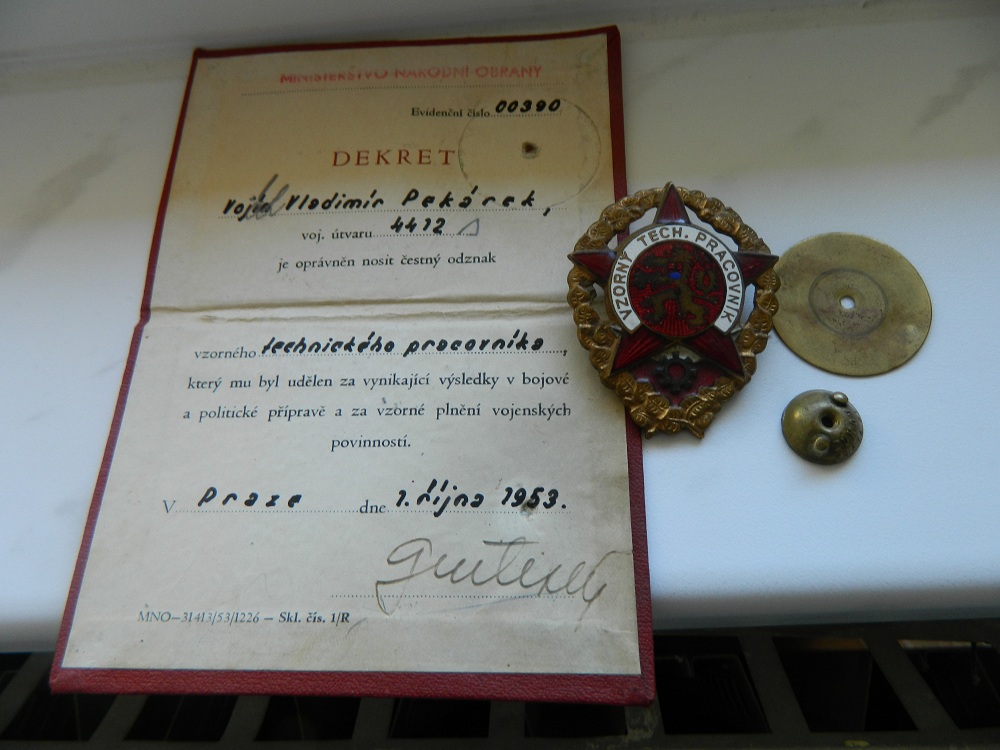 MINISTERSTVO NÁRODNÍ OBRANY
Evidenční číslo 00390
DEKRET
Vladimír Pekárek,
voj. útvaru 4412
je oprávněn nosit čestný odznak
vzorného technického pracovníka,
který mu byl udělen za vynikající výsledky v bojové
a politické přípravě a za vzorné plnění vojenských
povinností.
V Praze dne 1. října 1953.
MNO—31413/53/1226 — Skl. čís. 1/R
VZORNÝ TECH. PRACOVNÍK